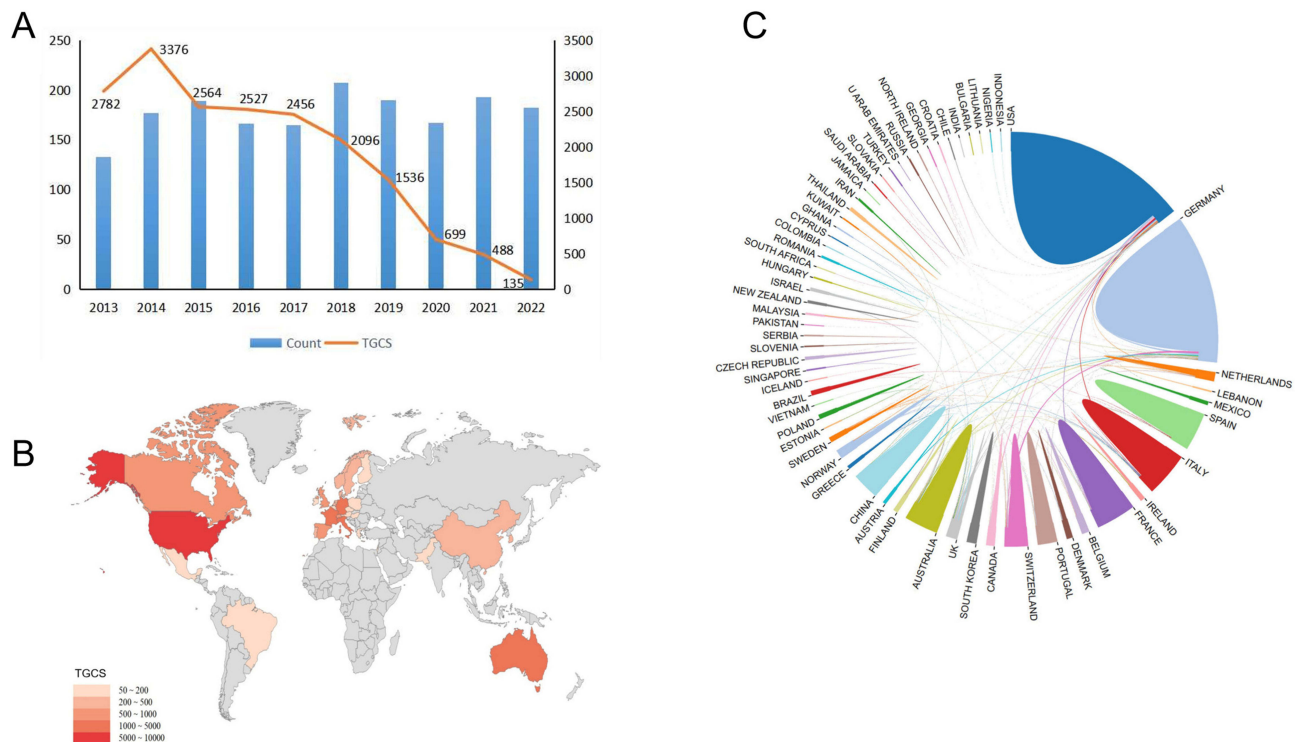 A
250
200
150
100
50
0
3500
3000
2500
2000
1500
1000
500
0
2782
3376
2564
2527
2456
2096
1536
699
488
135
2013 2014 2015 2016 2017 2018 2019 2020 2021 2022
Count TGCS
B
TGCS
50 ~ 200
200 ~ 500
500 ~ 1000
1000 ~ 5000
5000 ~ 10000
C
USA
GERMANY
NETHERLANDS
LEBANON
MEXICO
SPAIN
ITALY
IRELAND
FRANCE
BELGIUM
DENMARK
PORTUGAL
SWITZERLAND
CANADA
SOUTH KOREA
UK
AUSTRALIA
FINLAND
AUSTRIA
CHINA
GREECE
NORWAY
SWEDEN
ESTONIA
POLAND
VIETNAM
BRAZIL
ICELAND
SINGAPORE
CZECH REPUBLIC
SLOVENIA
SERBIA
PAKISTAN
MALAYSIA
NEW ZEALAND
ISRAEL
HUNGARY
SOUTH AFRICA
ROMANIA
COLOMBIA
CYPRUS
GHANA
KUWAIT
THAILAND
IRAN
JAMAICA
SAUDI ARABIA
SLOVAKIA
TURKEY
U ARAB EMIRATES
RUSSIA
NORTH IRELAND
GEORGIA
CROATIA
CHILE
INDIA
BULGARIA
LITHUANIA
NIGERIA
INDONESIA